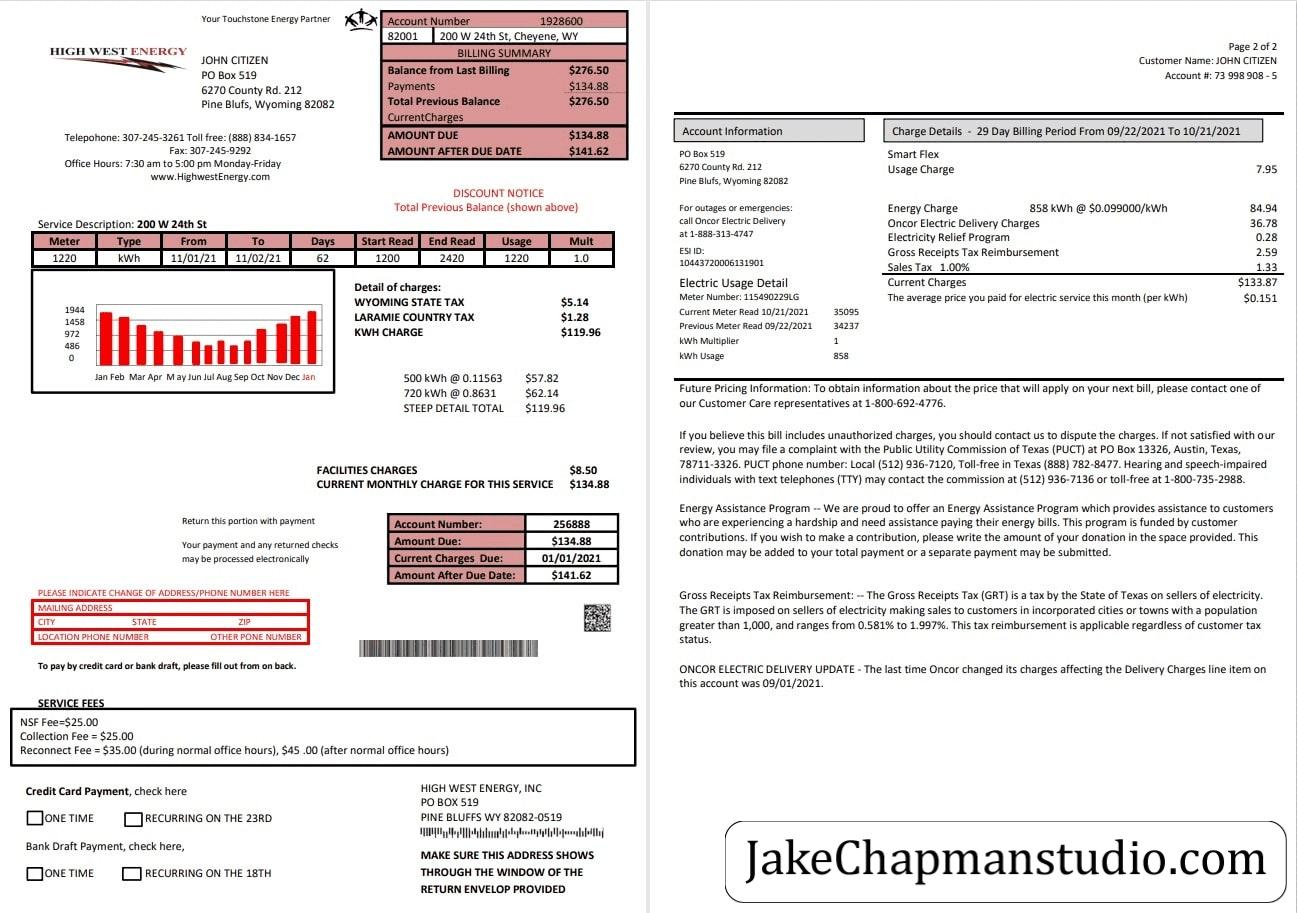 Your Touchstone Energy Partner
HIGH WEST ENERGY
JOHN CITIZEN
PO Box 519
6270 County Rd. 212
Pine Blufs, Wyoming 82082
Telepohone: 307-245-3261 Toll free: (888) 834-1657
Fax: 307-245-9292
Office Hours: 7:30 am to 5:00 pm Monday-Friday
www.HighwestEnergy.com
Account Number 1928600
82001 200 W 24th St, Cheyene, WY
BILLING SUMMARY
Balance from Last Billing $276.50
Payments $134.88
Total Previous Balance $276.50
CurrentCharges
AMOUNT DUE $134.88
AMOUNT AFTER DUE DATE $141.62
DISCOUNT NOTICE
Total Previous Balance (shown above)
Service Description: 200 W 24th St
Meter Type From To Days Start Read End Read Usage Mult
1220 kWh 11/01/21 11/02/21 62 1200 2420 1220 1.0
1944
1458
972
486
0
Jan Feb Mar Apr M ay Jun Jul Aug Sep Oct Nov Dec Jan
Detail of charges:
WYOMING STATE TAX $5.14
LARAMIE COUNTRY TAX $1.28
KWH CHARGE $119.96
500 kWh @ 0.11563 $57.82
720 kWh @ 0.8631 $62.14
STEEP DETAIL TOTAL $119.96
FACILITIES CHARGES $8.50
CURRENT MONTHLY CHARGE FOR THIS SERVICE $134.88
Return this portion with payment
Your payment and any returned checks
may be processed electronically
Account Number: 256888
Amount Due: $134.88
Current Charges Due: 01/01/2021
Amount After Due Date: $141.62
PLEASE INDICATE CHANGE OF ADDRESS/PHONE NUMBER HERE
MAILING ADDRESS
CITY STATE ZIP
LOCATION PHONE NUMBER OTHER PONE NUMBER
To pay by credit card or bank draft, please fill out from on back.
SERVICE FEES
NSF Fee=$25.00
Collection Fee = $25.00
Reconnect Fee = $35.00 (during normal office hours), $45 .00 (after normal office hours)
Credit Card Payment, check here
ONE TIME RECURRING ON THE 23RD
Bank Draft Payment, check here,
ONE TIME RECURRING ON THE 18TH
HIGH WEST ENERGY, INC
PO BOX 519
PINE BLUFFS WY 82082-0519
MAKE SURE THIS ADDRESS SHOWS
THROUGH THE WINDOW OF THE
RETURN ENVELOP PROVIDED
Page 2 of 2
Customer Name: JOHN CITIZEN
Account #: 73 998 908 - 5
Account Information
PO Box 519
6270 County Rd. 212
Pine Blufs, Wyoming 82082
For outages or emergencies:
call Oncor Electric Delivery
at 1-888-313-4747
ESI ID:
10443720006131901
Electric Usage Detail
Meter Number: 115490229LG
Current Meter Read 10/21/2021 35095
Previous Meter Read 09/22/2021 34237
kWh Multiplier 1
kWh Usage 858
Charge Details - 29 Day Billing Period From 09/22/2021 To 10/21/2021
Smart Flex
Usage Charge 7.95
Energy Charge 858 kWh @ $0.099000/kWh 84.94
Oncor Electric Delivery Charges 36.78
Electricity Relief Program 0.28
Gross Receipts Tax Reimbursement 2.59
Sales Tax 1.00% 1.33
Current Charges $133.87
The average price you paid for electric service this month (per kWh) $0.151
Future Pricing Information: To obtain information about the price that will apply on your next bill, please contact one of
our Customer Care representatives at 1-800-692-4776.
If you believe this bill includes unauthorized charges, you should contact us to dispute the charges. If not satisfied with our
review, you may file a complaint with the Public Utility Commission of Texas (PUCT) at PO Box 13326, Austin, Texas,
78711-3326. PUCT phone number: Local (512) 936-7120, Toll-free in Texas (888) 782-8477. Hearing and speech-impaired
individuals with text telephones (TTY) may contact the commission at (512) 936-7136 or toll-free at 1-800-735-2988.
Energy Assistance Program -- We are proud to offer an Energy Assistance Program which provides assistance to customers
who are experiencing a hardship and need assistance paying their energy bills. This program is funded by customer
contributions. If you wish to make a contribution, please write the amount of your donation in the space provided. This
donation may be added to your total payment or a separate payment may be submitted.
Gross Receipts Tax Reimbursement: -- The Gross Receipts Tax (GRT) is a tax by the State of Texas on sellers of electricity.
The GRT is imposed on sellers of electricity making sales to customers in incorporated cities or towns with a population
greater than 1,000, and ranges from 0.581% to 1.997%. This tax reimbursement is applicable regardless of customer tax
status.
ONCOR ELECTRIC DELIVERY UPDATE - The last time Oncor changed its charges affecting the Delivery Charges line item on
this account was 09/01/2021.
JakeChapmanstudio.com